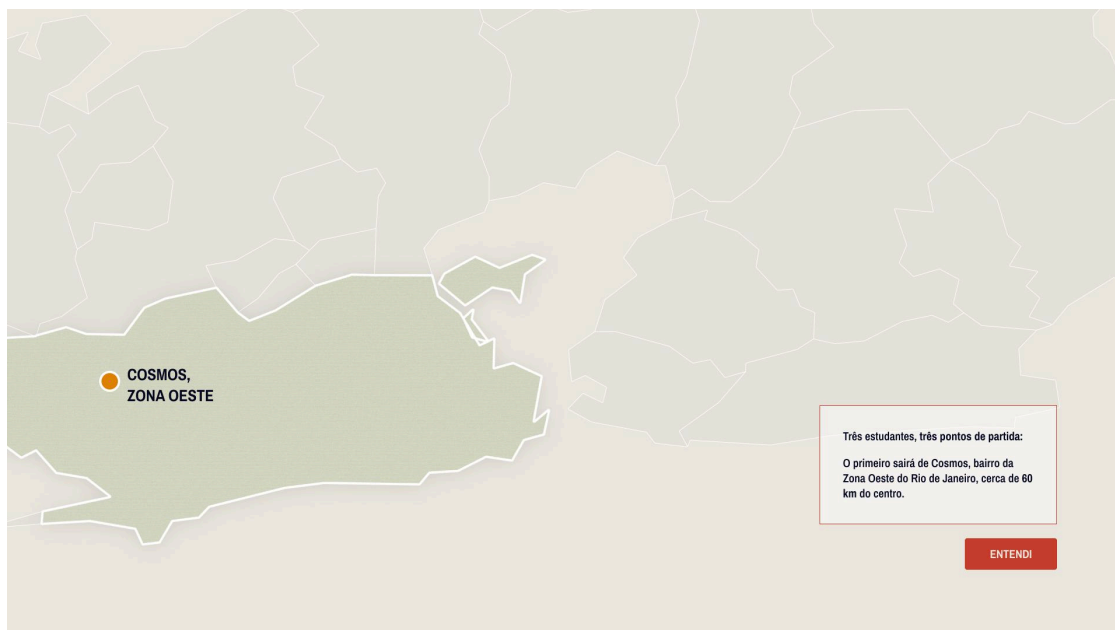 COSMOS,
ZONA OESTE
Três estudantes, três pontos de partida:
O primeiro sairá de Cosmos, bairro da
Zona Oeste do Rio de Janeiro, cerca de 60
km do centro.
ENTENDI